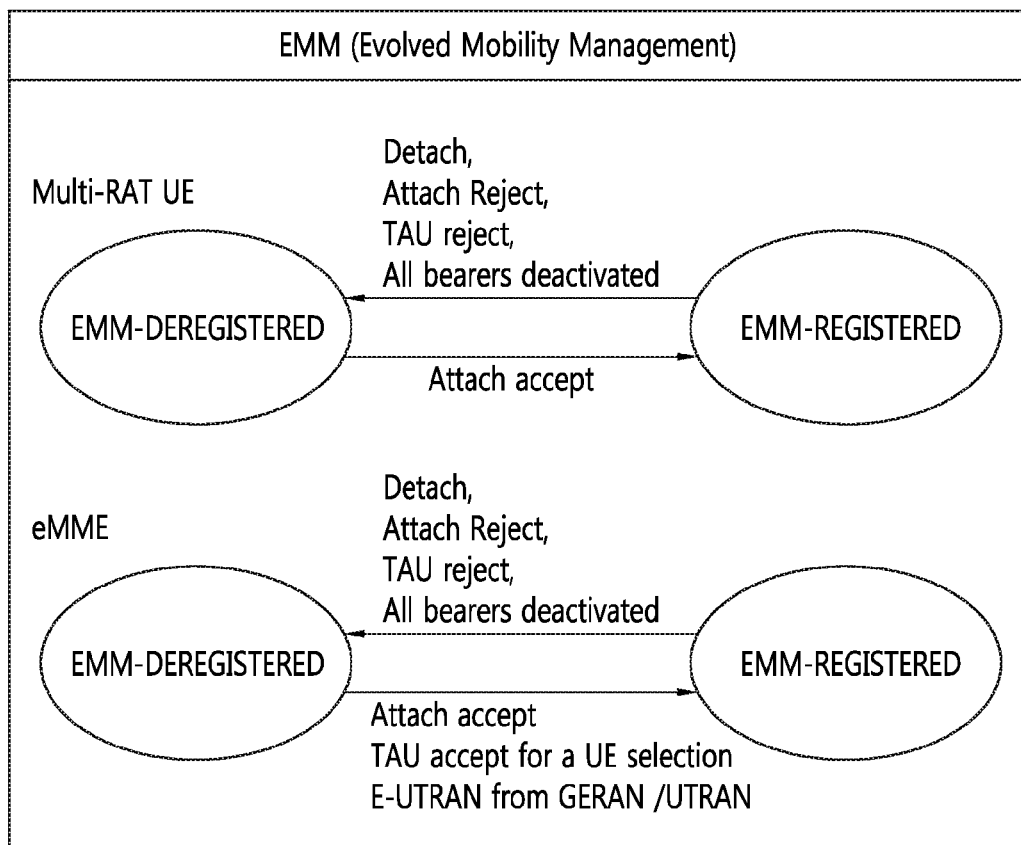 EMM (Evolved Mobility Management)
Multi-RAT UE
Detach,
Attach Reject,
TAU reject,
All bearers deactivated
EMM-DEREGISTERED
EMM-REGISTERED
Attach accept
eMME
Detach,
Attach Reject,
TAU reject,
All bearers deactivated
EMM-DEREGISTERED
EMM-REGISTERED
Attach accept
TAU accept for a UE selection
E-UTRAN from GERAN /UTRAN